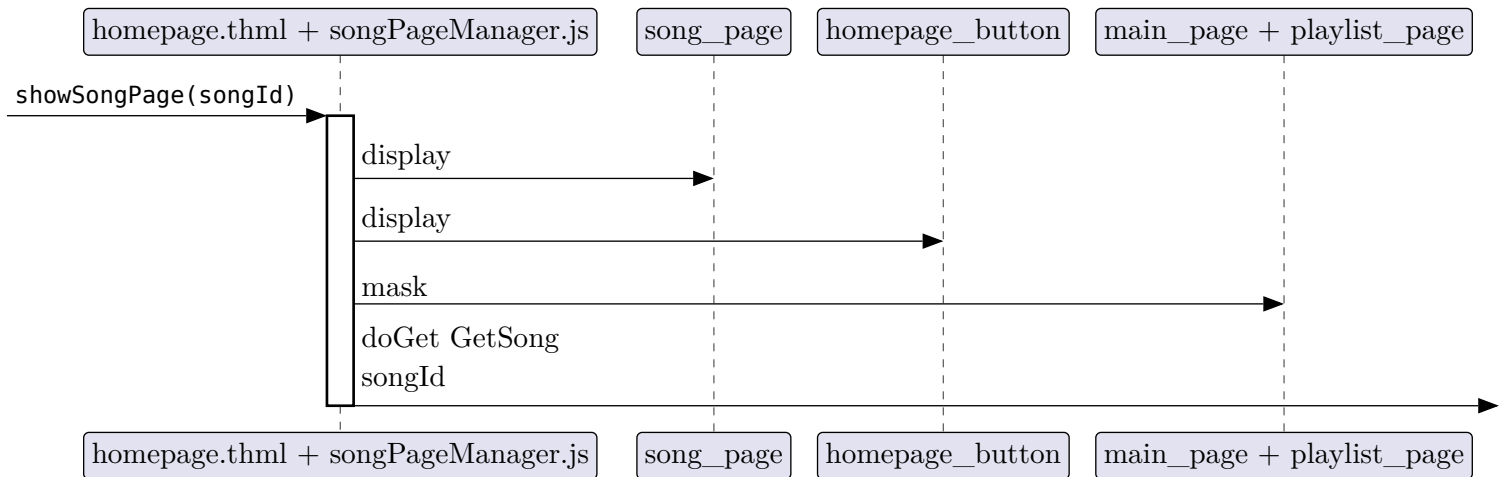 homepage.thml + songPageManager.js
song_page
homepage_button
main_page + playlist_page
showSongPage(songId)
display
display
mask
doGet GetSong
songId
homepage.thml + songPageManager.js
song_page
homepage_button
main_page + playlist_page